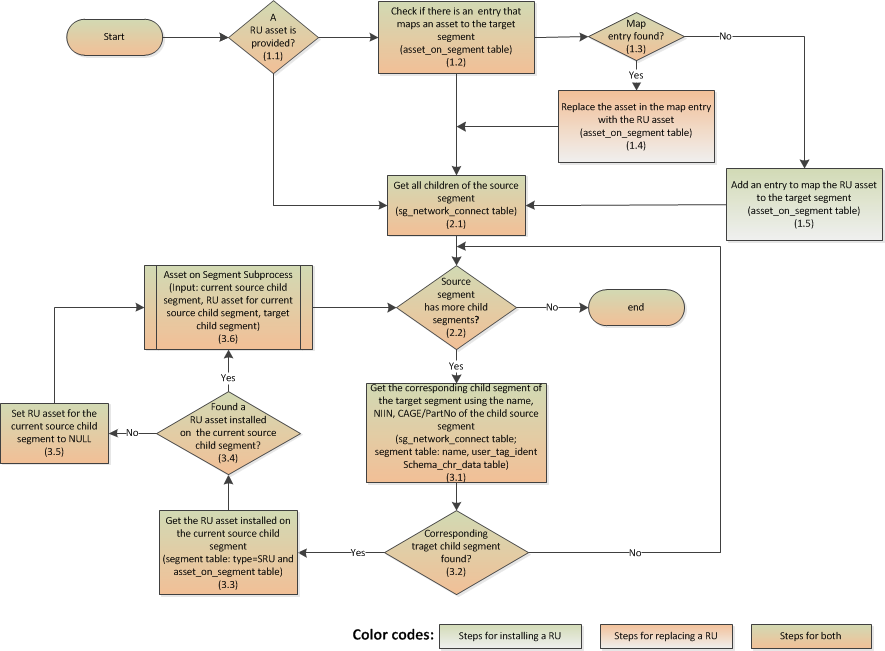 Start
A
RU asset is
provided?
(1.1)
Check if there is an entry that
maps an asset to the target
segment
(asset_on_segment table)
(1.2)
Map
entry found?
(1.3)
No
Yes
Replace the asset in the map entry
with the RU asset
(asset_on_segment table)
(1.4)
Add an entry to map the RU asset
to the target segment
(asset_on_segment table)
(1.5)
Get all children of the source
segment
(sg_network_connect table)
(2.1)
Asset on Segment Subprocess
(Input: current source child
segment, RU asset for current
source child segment, target
child segment)
(3.6)
Source
segment
has more child
segments?
(2.2)
No
end
Yes
Yes
Get the corresponding child segment of
the target segment using the name,
NIIN, CAGE/PartNo of the child source
segment
(sg_network_connect table;
segment table: name, user_tag_ident
Schema_chr_data table)
(3.1)
Set RU asset for the
current source child
segment to NULL
(3.5)
No
Found a
RU asset installed
on the current source
child segment?
(3.4)
Get the RU asset installed on
the current source child
segment
(segment table: type=SRU and
asset_on_segment table)
(3.3)
Yes
Corresponding
traget child segment
found?
(3.2)
No
Color codes:
Steps for installing a RU
Steps for replacing a RU
Steps for both